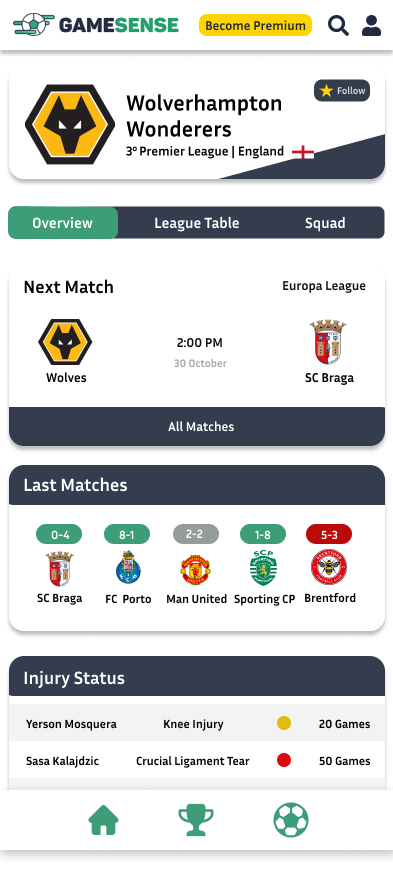 GAMESENSE Become Premium
Follow
Wolverhampton
Wonderers
3º Premier League | England
Overview League Table Squad
Next Match Europa League
2:00 PM
30 October
Wolves SC Braga
All Matches
Last Matches
0-4 8-1 2-2 1-8 5-3
SCP
SC Braga FC Porto Man United Sporting CP Brentford
Injury Status
Yerson Mosquera Knee Injury 20 Games
Sasa Kalajdzic Crucial Ligament Tear 50 Games